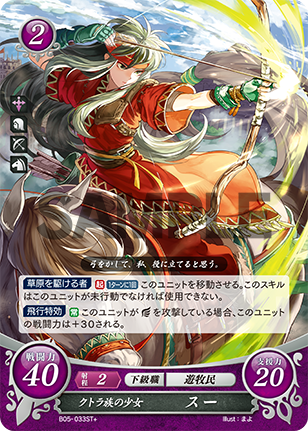 2
SAMPLE
弓をかして、私、役に立てると思う。
草原を駆ける者 起 1ターンに1回 このユニットを移動させる。このスキルはこのユニットが未行動でなければ使用できない。
飛行特効 常 このユニットが を攻撃している場合、このユニットの戦闘力は+30される。
戦闘力
40
射程 2 下級職 遊牧民
支援力
20
クトラ族の少女 スー
B05-033ST+
Illust:まよ